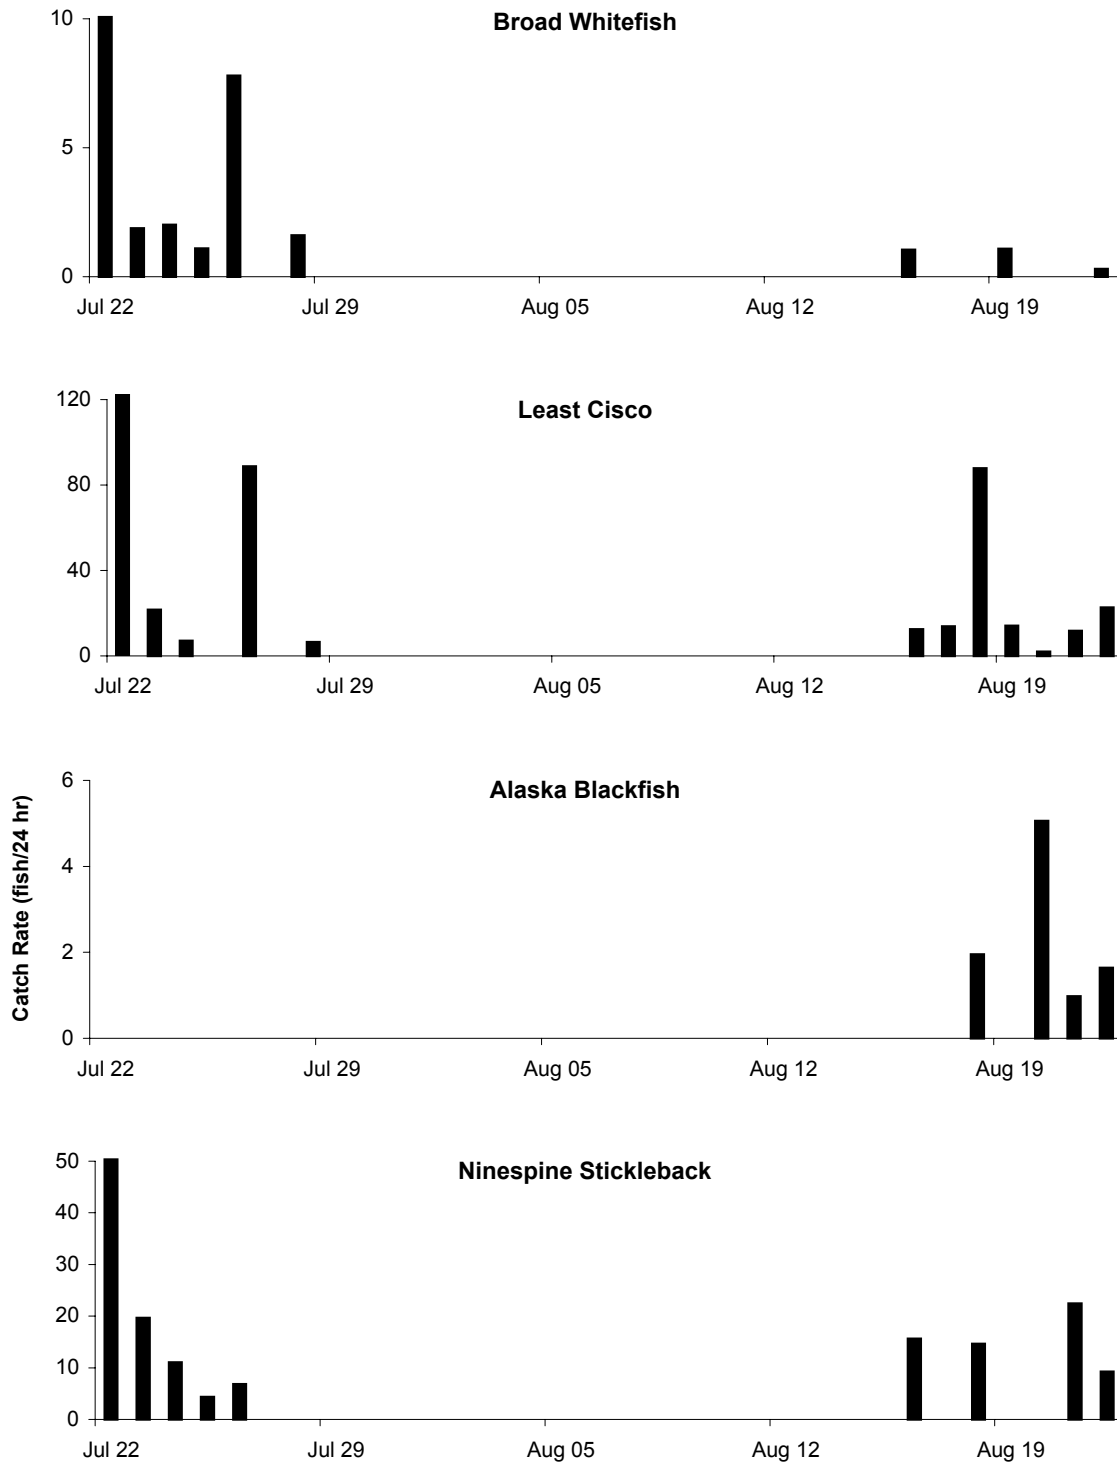 Broad Whitefish
10
5
0
Jul 22 Jul 29 Aug 05 Aug 12 Aug 19
Least Cisco
120
80
40
0
Jul 22 Jul 29 Aug 05 Aug 12 Aug 19
Alaska Blackfish
6
4
2
0
Catch Rate (fish/24 hr)
Jul 22 Jul 29 Aug 05 Aug 12 Aug 19
Ninespine Stickleback
50
40
30
20
10
0
Jul 22 Jul 29 Aug 05 Aug 12 Aug 19